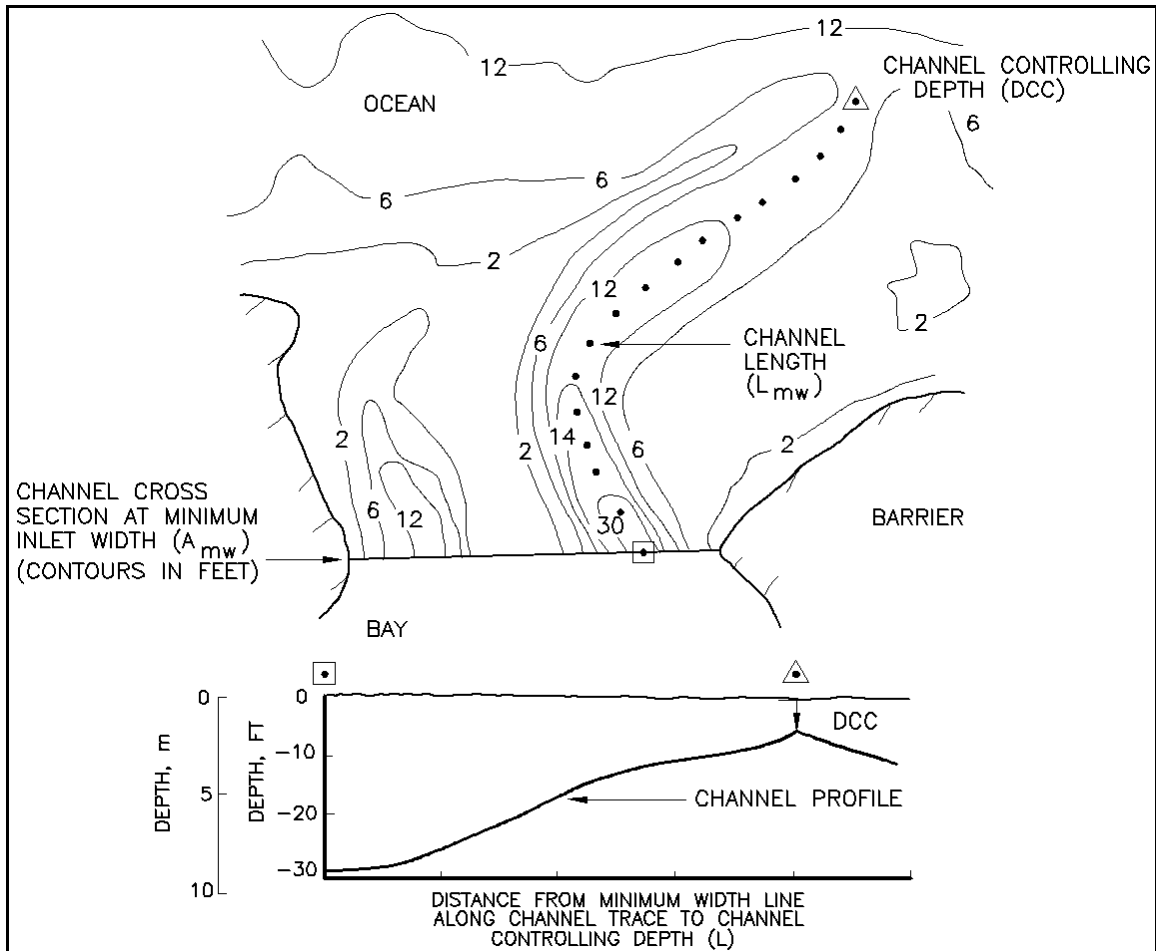 12
12
OCEAN
CHANNEL CONTROLLING
DEPTH (DCC)
6
6
6
2
12
2
6
CHANNEL
LENGTH
(Lmw)
12
2
14
2
6
2
6
12
30
CHANNEL CROSS
SECTION AT MINIMUM
INLET WIDTH (A mw)
(CONTOURS IN FEET)
BARRIER
BAY
0
0
DCC
DEPTH, m
DEPTH, FT
-10
5
CHANNEL PROFILE
-20
-30
10
DISTANCE FROM MINIMUM WIDTH LINE
ALONG CHANNEL TRACE TO CHANNEL
CONTROLLING DEPTH (L)